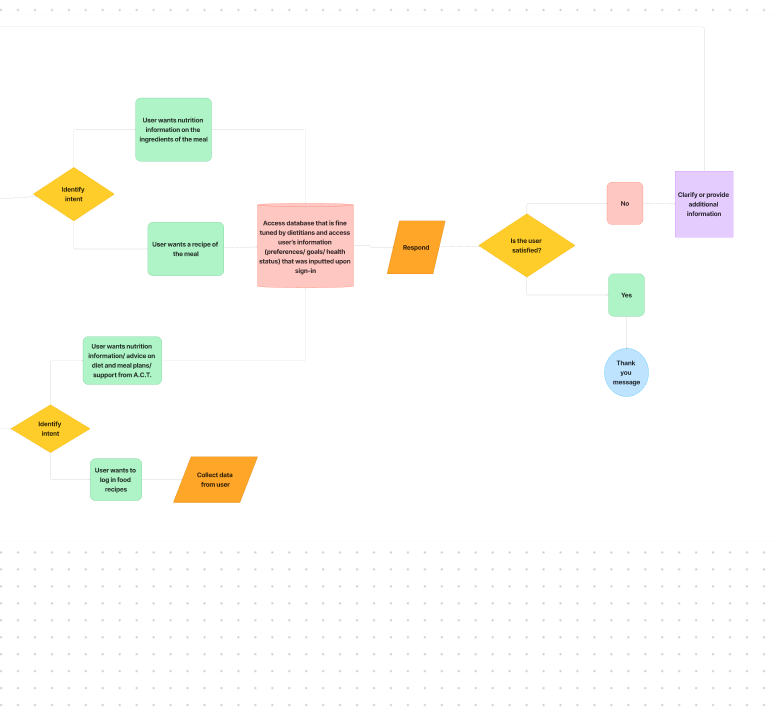 User wants nutrition
information on the
ingredients of the meal
Identify
intent
User wants a recipe of
the meal
Access database that is fine
tuned by dietitians and access
user's information
(preferences/ goals/ health
status) that was inputted upon
sign-in
Respond
Is the user
satisfied?
No
Clarify or provide
additional
information
Yes
Thank
you
message
User wants nutrition
information/ advice on
diet and meal plans/
support from A.C.T.
Identify
intent
User wants to
log in food
recipes
Collect data
from user